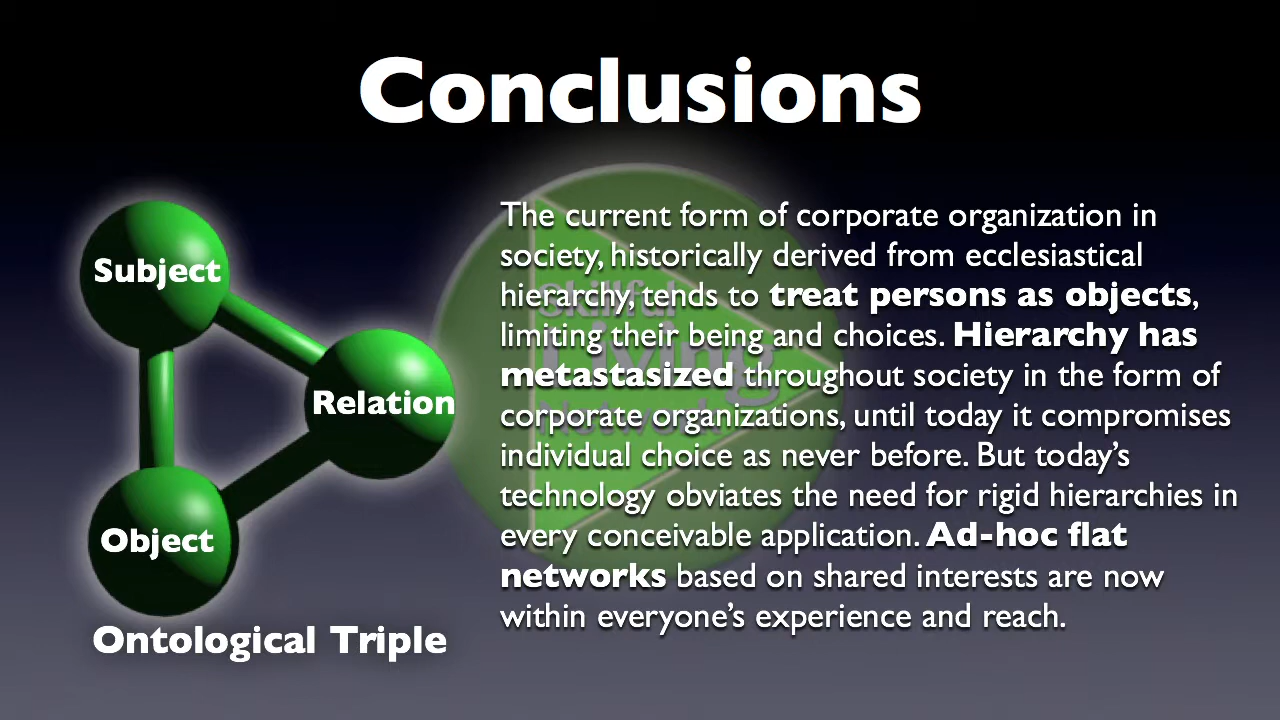 Conclusions
Subject
Relation
Object
Ontological Triple
The current form of corporate organization in
society, historically derived from ecclesiastical
hierarchy, tends to treat persons as objects,
limiting their being and choices. Hierarchy has
metastasized throughout society in the form of
corporate organizations, until today it compromises
individual choice as never before. But today's
technology obviates the need for rigid hierarchies in
every conceivable application. Ad-hoc flat
networks based on shared interests are now
within everyone's experience and reach.
Skillful
Living
Network